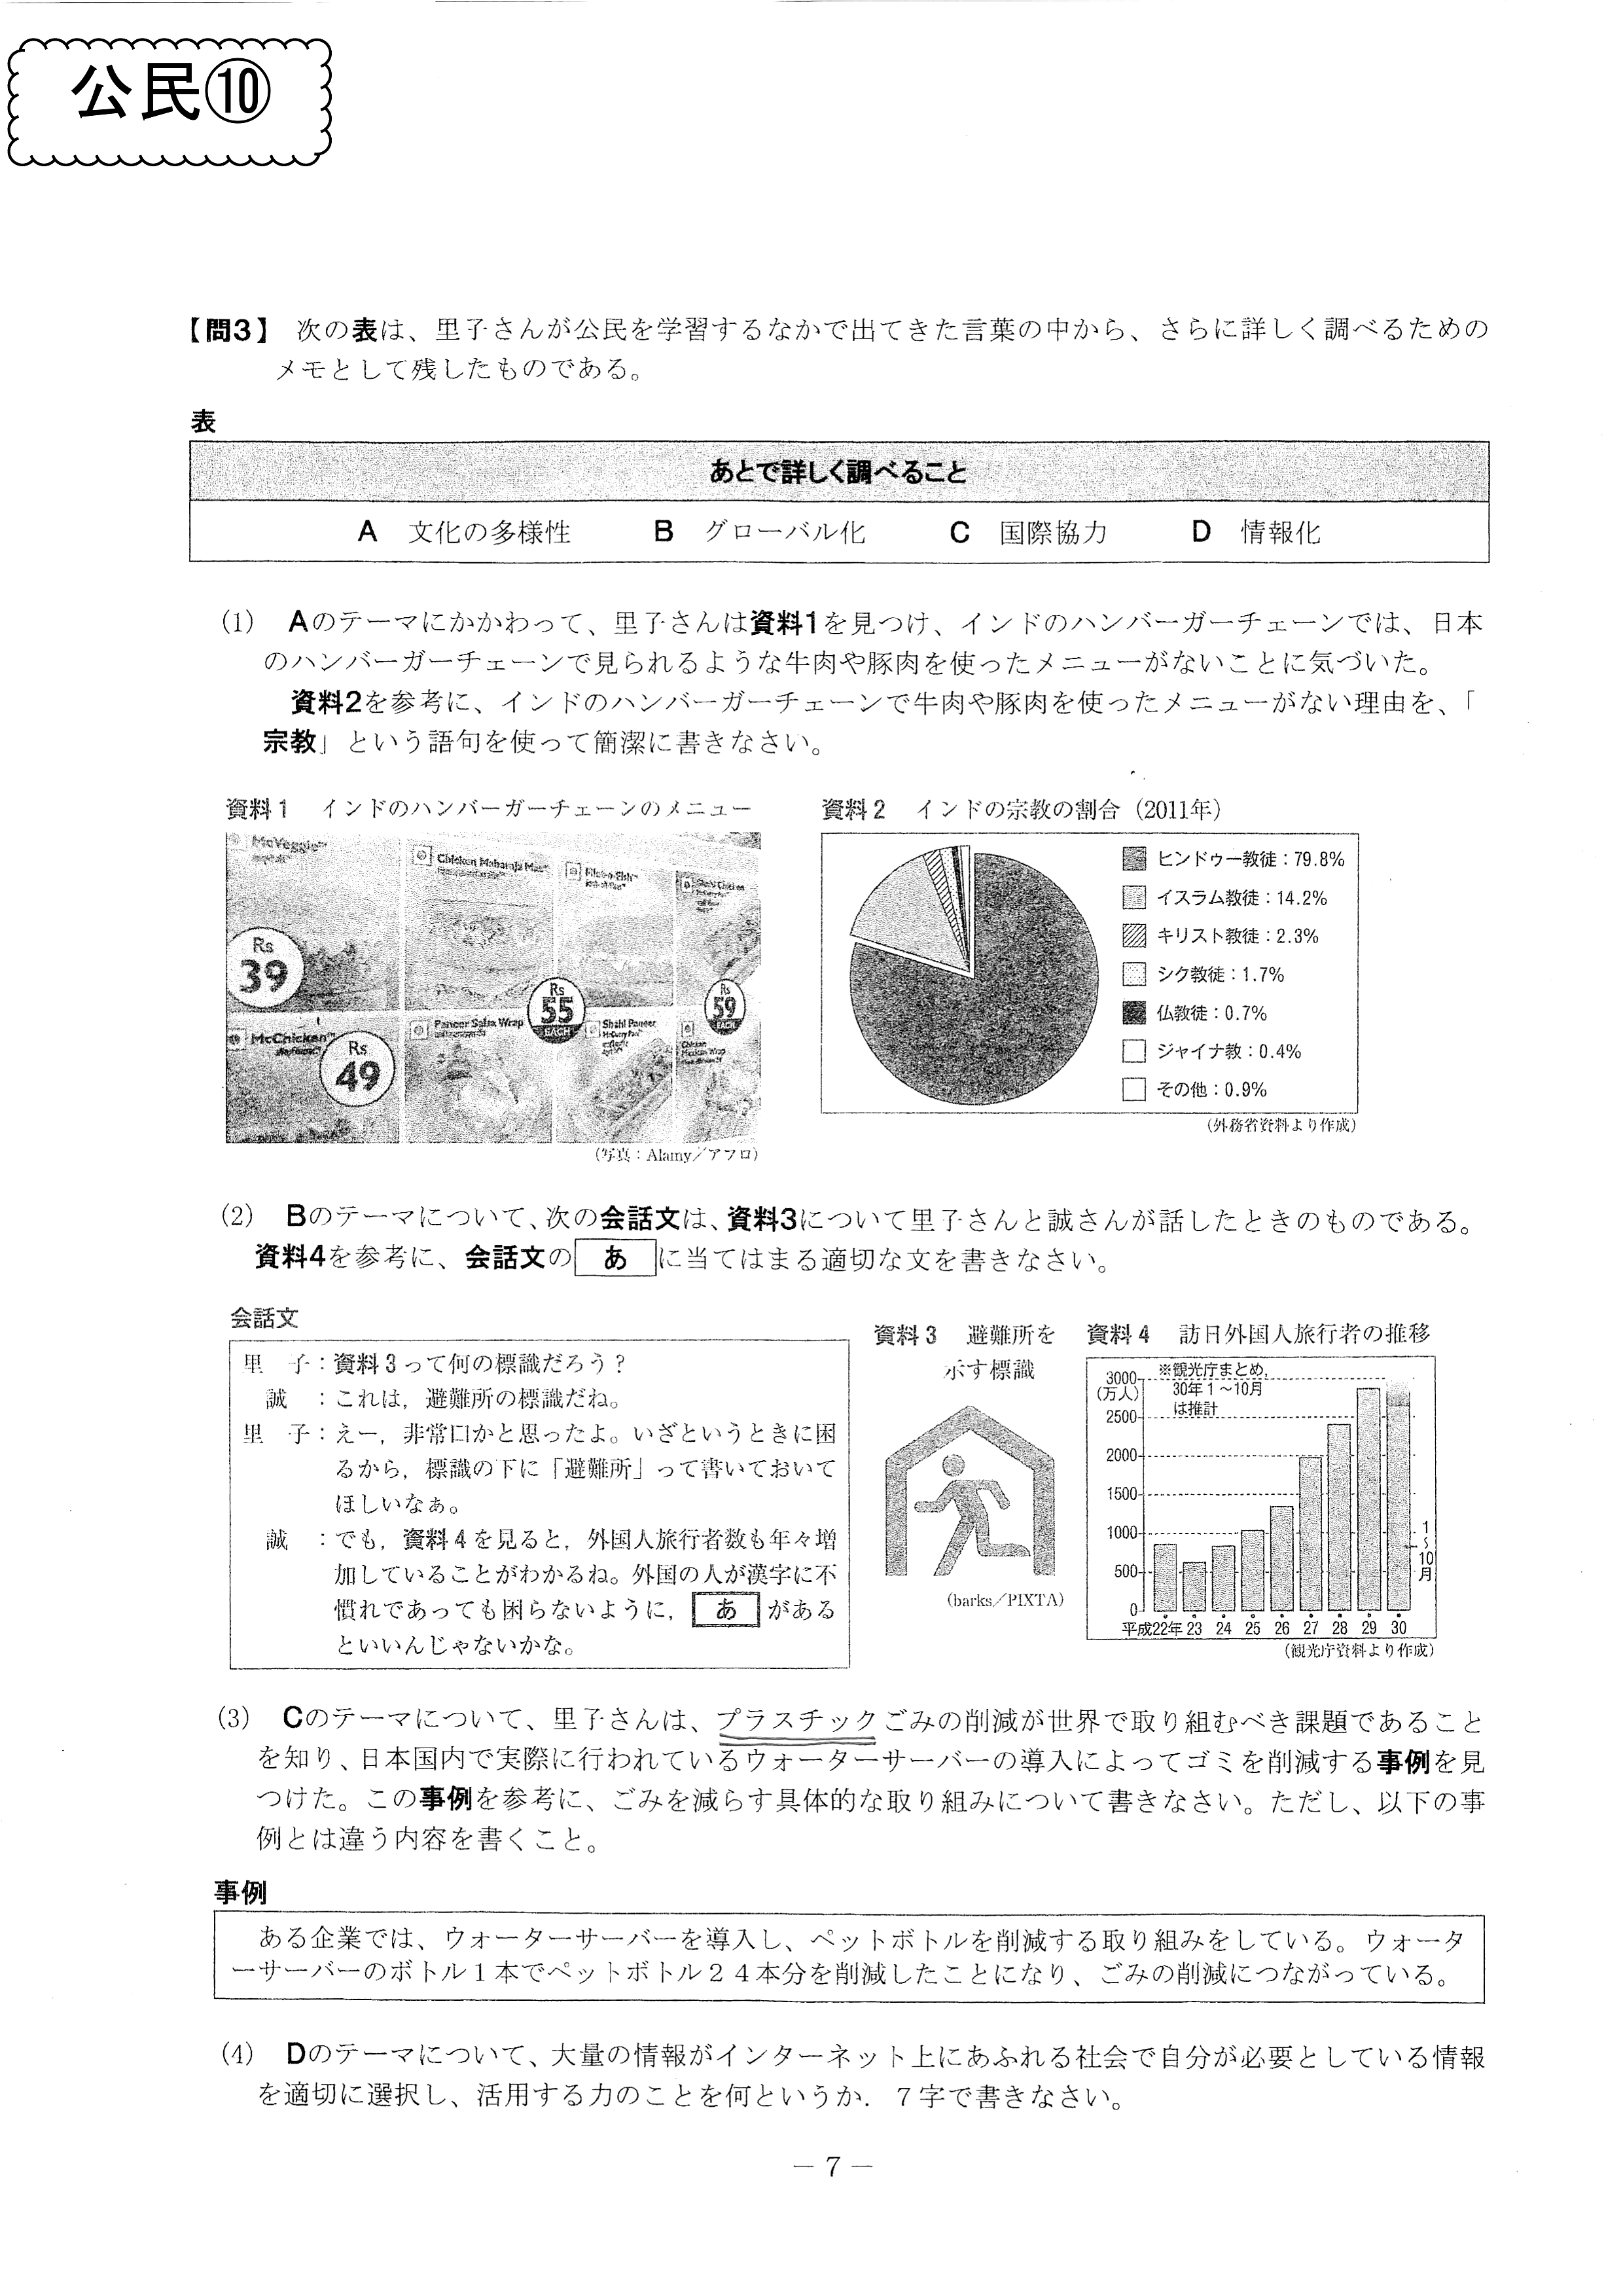 公民⑩
【問3】 次の表は、里子さんが公民を学習するなかで出てきた言葉の中から、さらに詳しく調べるための
メモとして残したものである。
表
あとで詳しく調べること
A 文化の多様性 B グローバル化 C 国際協力 D 情報化
(1) Aのテーマにかかわって、里子さんは資料1を見つけ、インドのハンバーガーチェーンでは、日本
のハンバーガーチェーンで見られるような牛肉や豚肉を使ったメニューがないことに気づいた。
資料2を参考に、インドのハンバーガーチェーンで牛肉や豚肉を使ったメニューがない理由を、「
宗教」という語句を使って簡潔に書きなさい。
資料1 インドのハンバーガーチェーンのメニュー
McVeggie
Chicken Maharaja Mac
Rs
39
Rs
55
EACH
Rs
59
EACH
McChicken
Rs
49
Paneer Salsa Wrap
Shahi Paneer
McCurry Pan
(写真：Alamy／アフロ)
資料2 インドの宗教の割合（2011年）
ヒンドゥー教徒：79.8%
イスラム教徒：14.2%
キリスト教徒：2.3%
シク教徒：1.7%
仏教徒：0.7%
ジャイナ教：0.4%
その他：0.9%
(外務省資料より作成)
(2) Bのテーマについて、次の会話文は、資料3について里子さんと誠さんが話したときのものである。
資料4を参考に、会話文の あ に当てはまる適切な文を書きなさい。
会話文
里 子：資料3って何の標識だろう？
誠 ：これは，避難所の標識だね。
里 子：えー，非常口かと思ったよ。いざというときに困
るから，標識の下に「避難所」って書いておいて
ほしいなぁ。
誠 ：でも，資料4を見ると，外国人旅行者数も年々増
加していることがわかるね。外国の人が漢字に不
慣れであっても困らないように， あ がある
といいんじゃないかな。
資料3 避難所を
示す標識
(barks／PIXTA)
資料4 訪日外国人旅行者の推移
※観光庁まとめ，
30年1～10月
は推計
3000
(万人)
2500
2000
1500
1000
500
0
平成22年 23 24 25 26 27 28 29 30
1～10月
(観光庁資料より作成)
(3) Cのテーマについて、里子さんは、プラスチックごみの削減が世界で取り組むべき課題であること
を知り、日本国内で実際に行われているウォーターサーバーの導入によってゴミを削減する事例を見
つけた。この事例を参考に、ごみを減らす具体的な取り組みについて書きなさい。ただし、以下の事
例とは違う内容を書くこと。
事例
ある企業では、ウォーターサーバーを導入し、ペットボトルを削減する取り組みをしている。ウォータ
ーサーバーのボトル１本でペットボトル２４本分を削減したことになり、ごみの削減につながっている。
(4) Dのテーマについて、大量の情報がインターネット上にあふれる社会で自分が必要としている情報
を適切に選択し、活用する力のことを何というか．７字で書きなさい。
― 7 ―